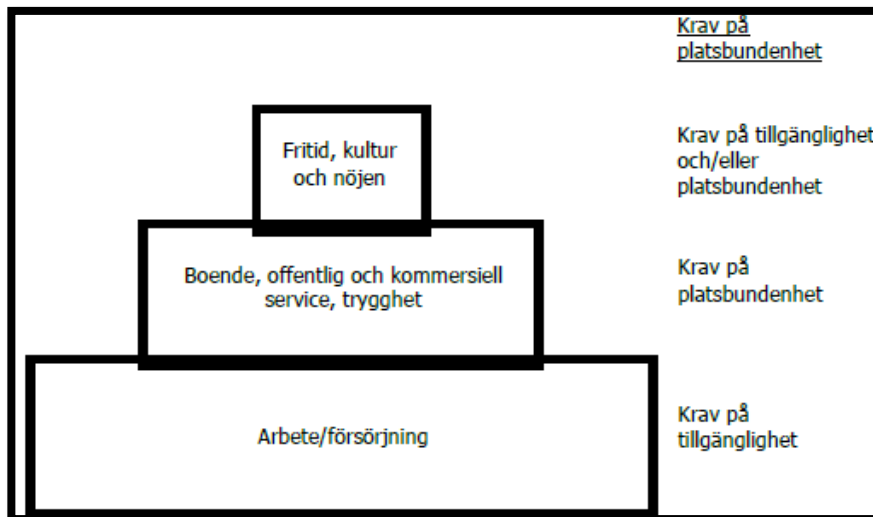 Krav på
platsbundenhet
Fritid, kultur
och nöjen
Krav på tillgänglighet
och/eller
platsbundenhet
Boende, offentlig och kommersiell
service, trygghet
Krav på
platsbundenhet
Arbete/försörjning
Krav på
tillgänglighet